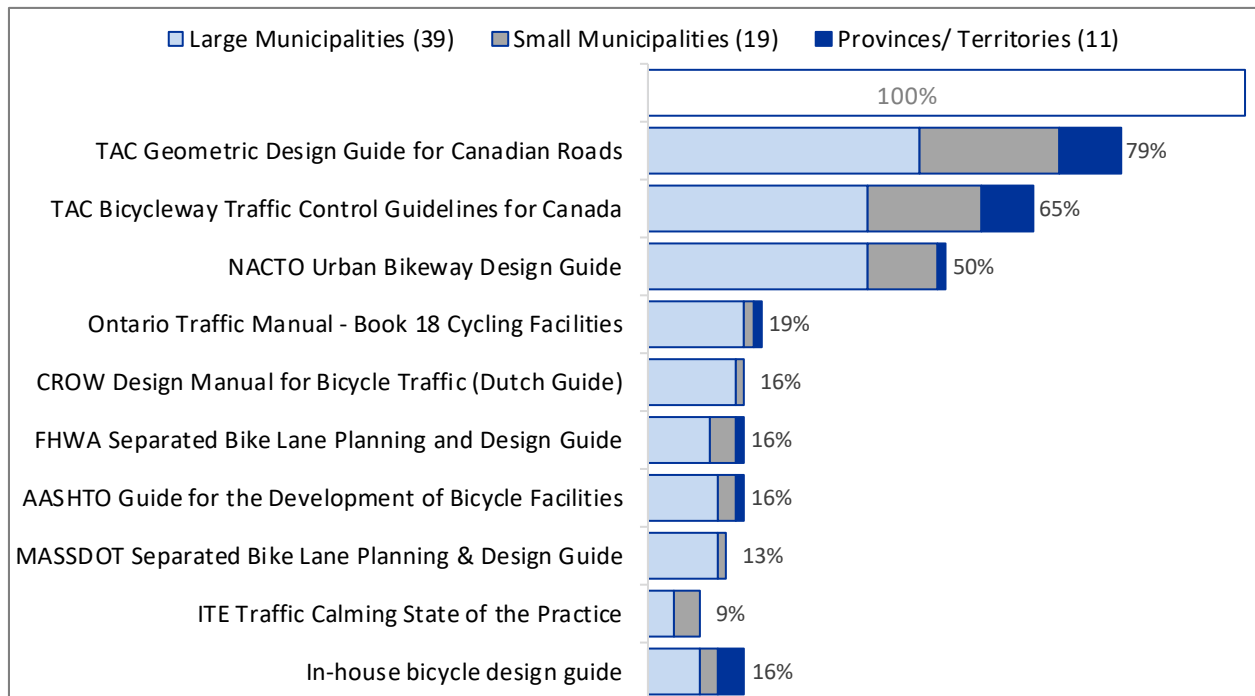 Large Municipalities (39) Small Municipalities (19) Provinces/ Territories (11)
100%
TAC Geometric Design Guide for Canadian Roads 79%
TAC Bicycleway Traffic Control Guidelines for Canada 65%
NACTO Urban Bikeway Design Guide 50%
Ontario Traffic Manual - Book 18 Cycling Facilities 19%
CROW Design Manual for Bicycle Traffic (Dutch Guide) 16%
FHWA Separated Bike Lane Planning and Design Guide 16%
AASHTO Guide for the Development of Bicycle Facilities 16%
MASSDOT Separated Bike Lane Planning & Design Guide 13%
ITE Traffic Calming State of the Practice 9%
In-house bicycle design guide 16%